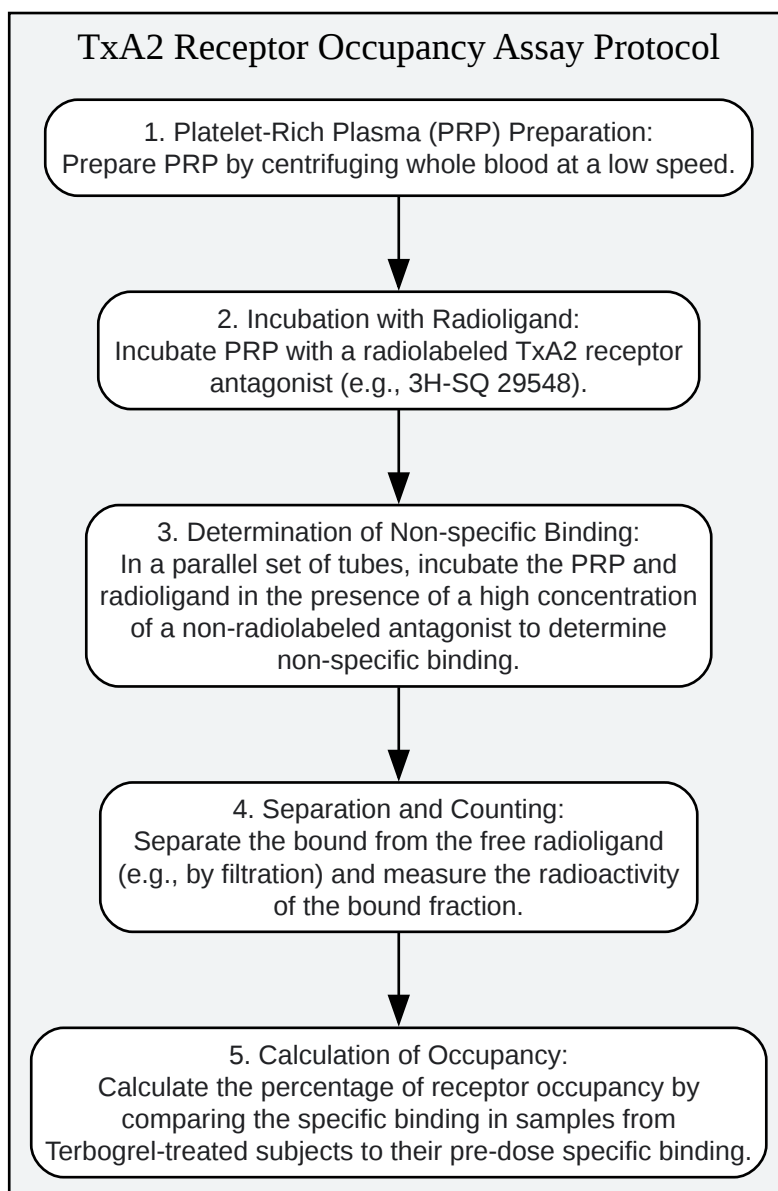 TxA2 Receptor Occupancy Assay Protocol
1. Platelet-Rich Plasma (PRP) Preparation:
Prepare PRP by centrifuging whole blood at a low speed.
2. Incubation with Radioligand:
Incubate PRP with a radiolabeled TxA2 receptor
antagonist (e.g., 3H-SQ 29548).
3. Determination of Non-specific Binding:
In a parallel set of tubes, incubate the PRP and
radioligand in the presence of a high concentration
of a non-radiolabeled antagonist to determine
non-specific binding.
4. Separation and Counting:
Separate the bound from the free radioligand
(e.g., by filtration) and measure the radioactivity
of the bound fraction.
5. Calculation of Occupancy:
Calculate the percentage of receptor occupancy by
comparing the specific binding in samples from
Terbogrel-treated subjects to their pre-dose specific binding.